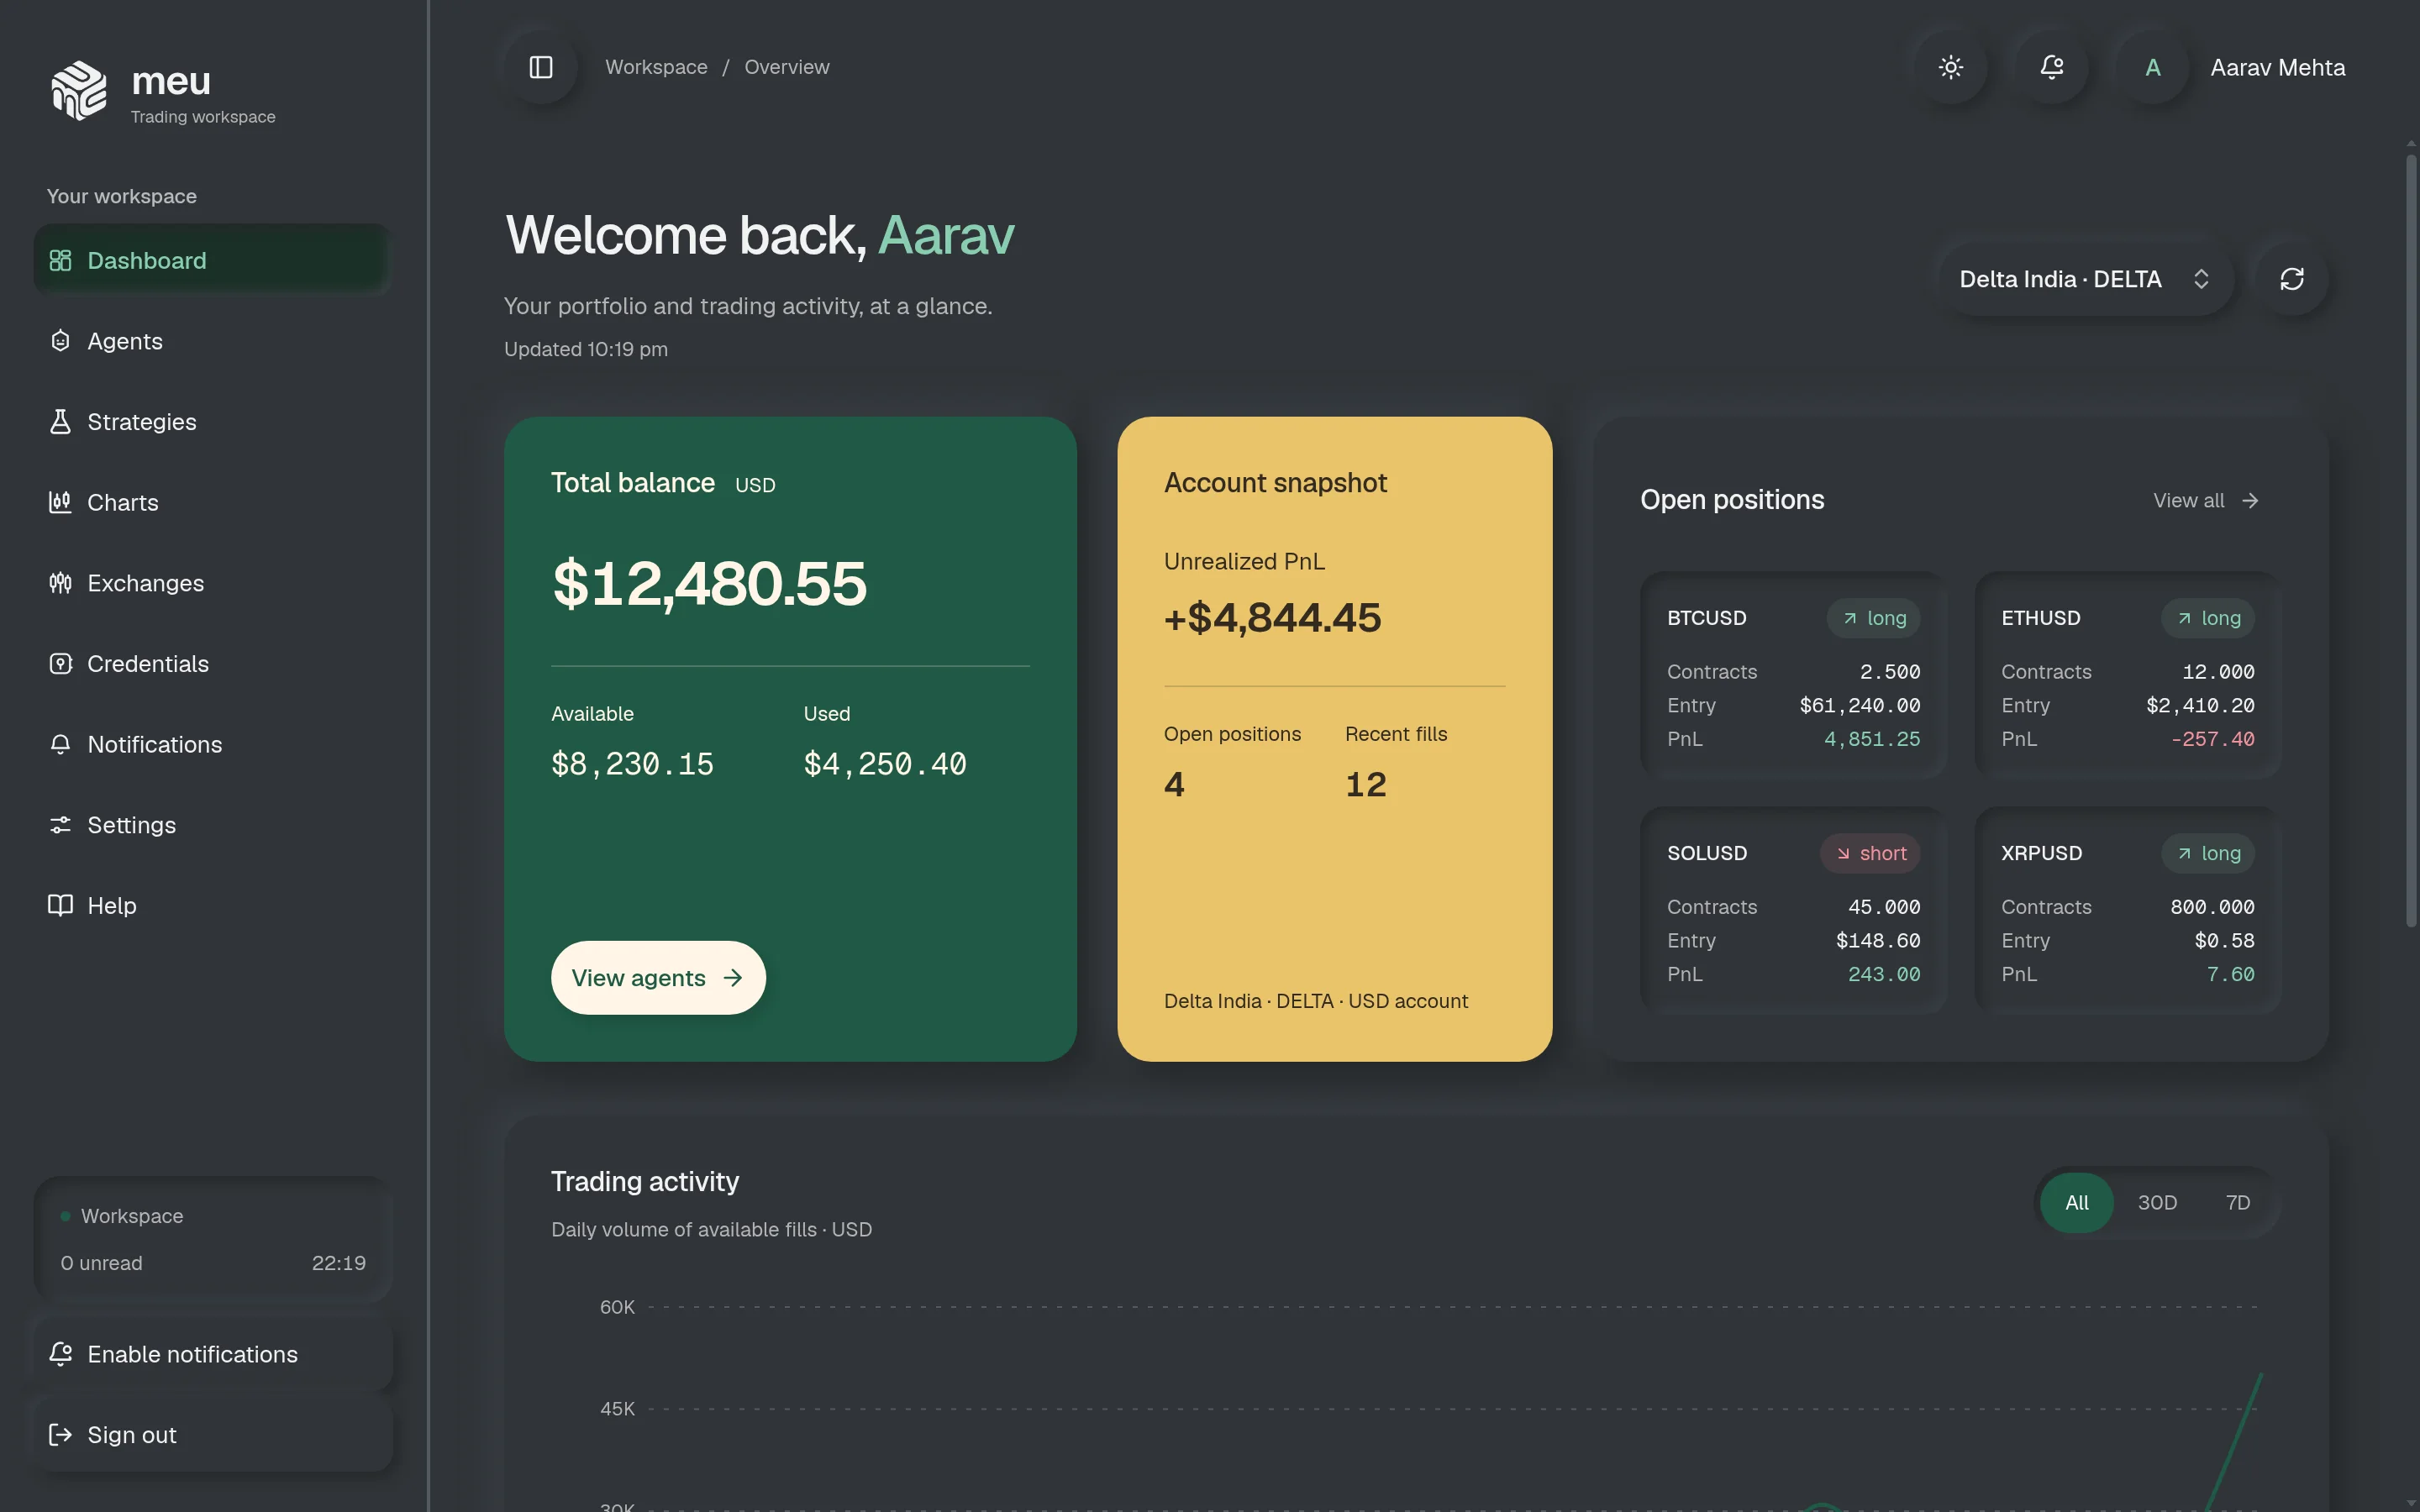 meu
Trading workspace
Your workspace
Dashboard
Agents
Strategies
Charts
Exchanges
Credentials
Notifications
Settings
Help
Workspace
0 unread 22:19
Enable notifications
Sign out
Workspace / Overview
A Aarav Mehta
Welcome back, Aarav
Your portfolio and trading activity, at a glance.
Updated 10:19 pm
Delta India · DELTA
Total balance USD
$12,480.55
Available Used
$8,230.15 $4,250.40
View agents
Account snapshot
Unrealized PnL
+$4,844.45
Open positions Recent fills
4 12
Delta India · DELTA · USD account
Open positions View all
BTCUSD long
Contracts 2.500
Entry $61,240.00
PnL 4,851.25
ETHUSD long
Contracts 12.000
Entry $2,410.20
PnL -257.40
SOLUSD short
Contracts 45.000
Entry $148.60
PnL 243.00
XRPUSD long
Contracts 800.000
Entry $0.58
PnL 7.60
Trading activity
Daily volume of available fills · USD
All 30D 7D
60K
45K
30K